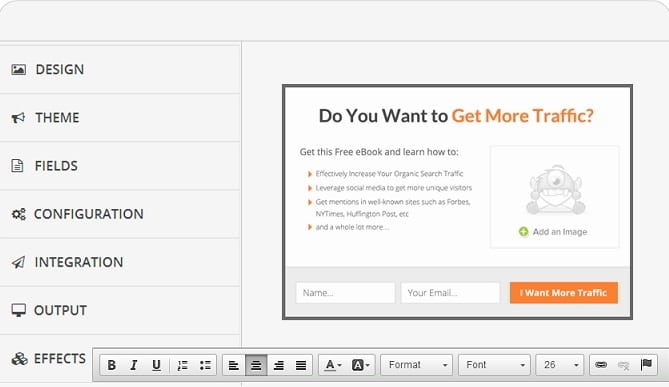 DESIGN
THEME
FIELDS
CONFIGURATION
INTEGRATION
OUTPUT
EFFECTS
Do You Want to Get More Traffic?
Get this Free eBook and learn how to:
Effectively Increase Your Organic Search Traffic
Leverage social media to get more unique visitors
Get mentions in well-known sites such as Forbes,
NYTimes, Huffington Post, etc
and a whole lot more...
Add an Image
Name...
Your Email...
I Want More Traffic
B I U A A Format Font 26